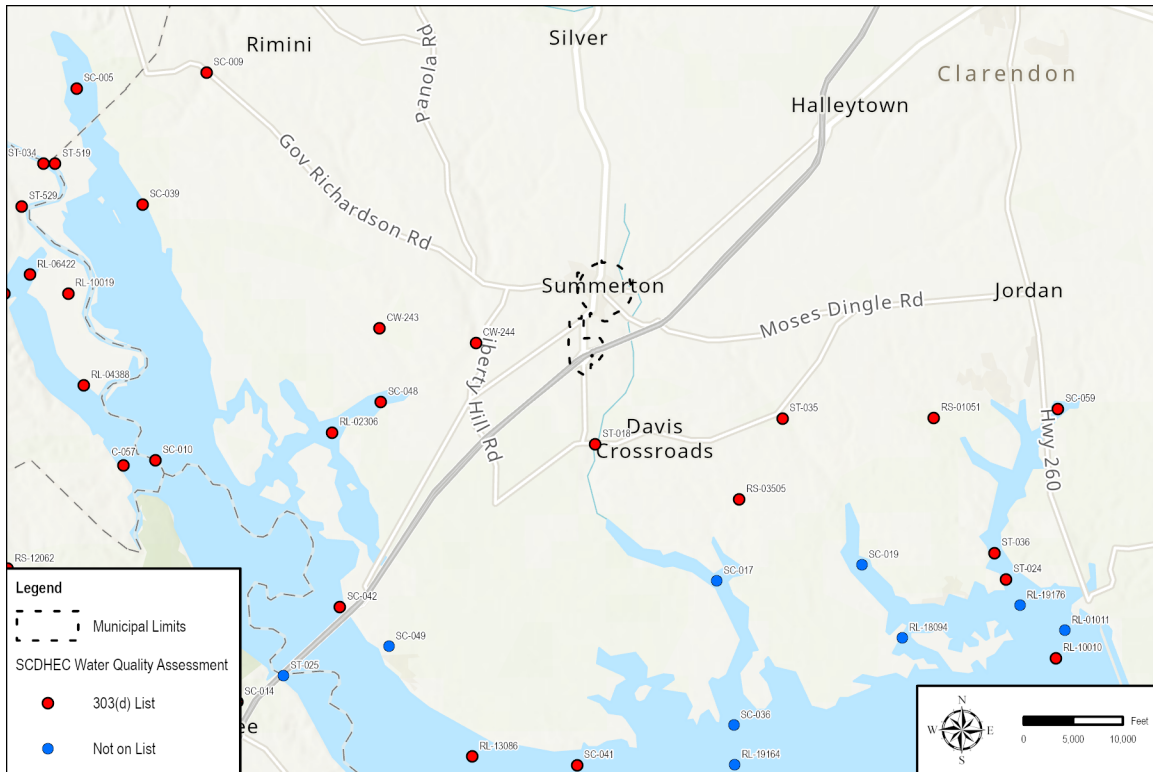 Rimini
Silver
Panola Rd
Clarendon
SC-009
SC-005
Halleytown
ST-034
ST-519
Gov Richardson Rd
ST-529
SC-039
RL-06422
RL-10019
Summerton
Moses Dingle Rd
Jordan
CW-243
CW-244
iberty Hill Rd
RL-04388
SC-048
RL-02306
ST-018
Davis
Crossroads
ST-035
RS-01051
SC-059
Hwy 260
C-057
SC-010
RS-03505
RS-12062
ST-036
SC-019
SC-017
ST-024
RL-19176
SC-042
RL-01011
SC-049
RL-18094
RL-10010
ST-025
SC-014
ee
SC-036
RL-13086
SC-041
RL-19164
Legend
Municipal Limits
SCDHEC Water Quality Assessment
303(d) List
Not on List
N
W
E
S
Feet
0
5,000
10,000